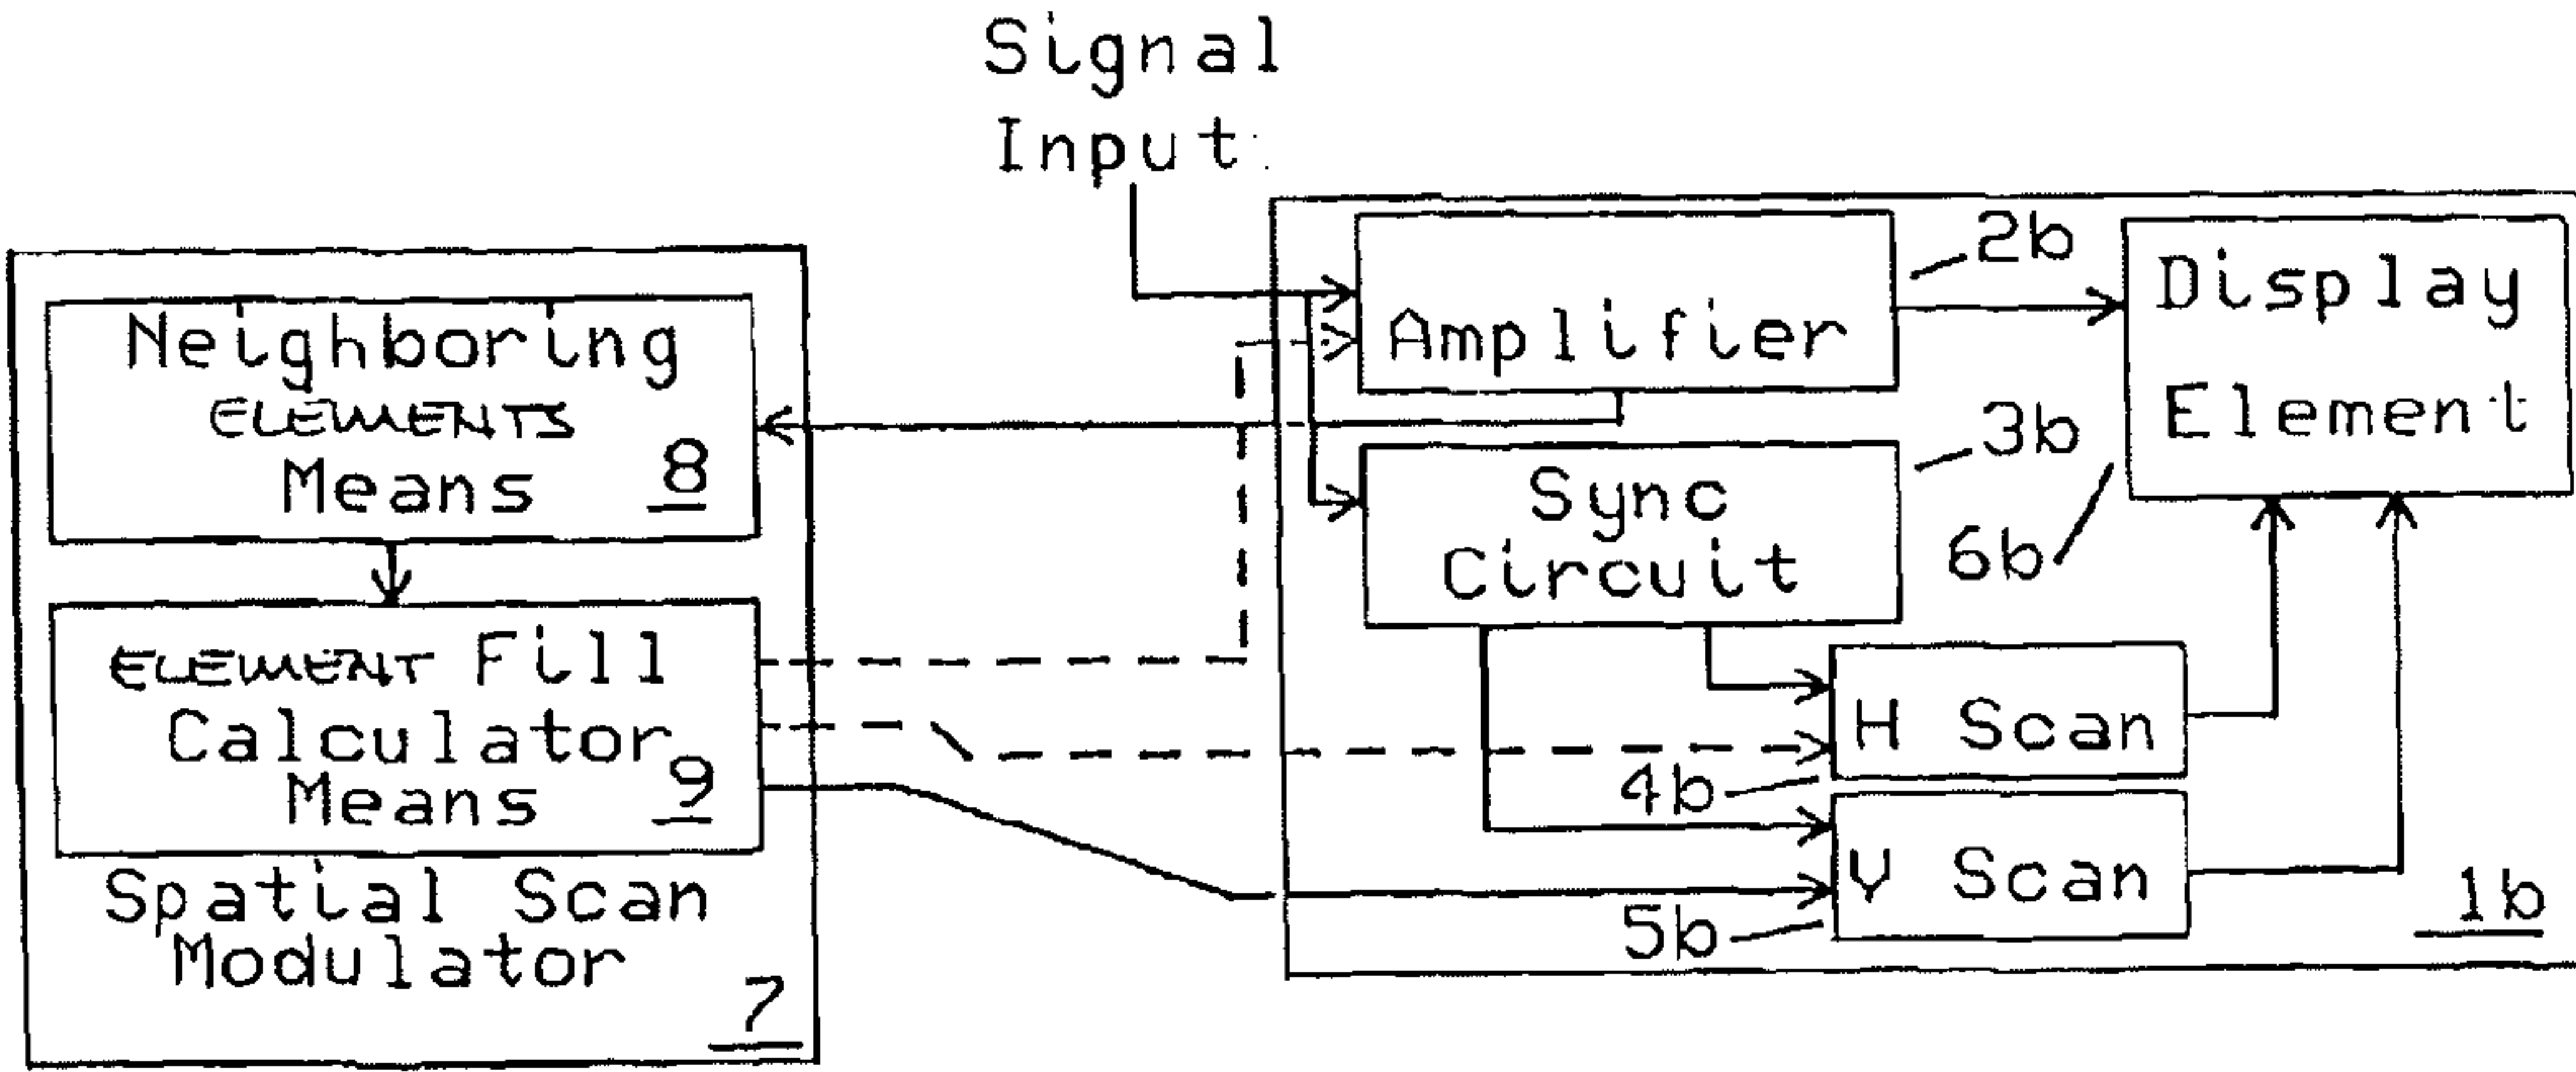 Signal
Input
Neighboring
ELEMENTS
Means
8
ELEMENT Fill
Calculator
Means
9
Spatial Scan
Modulator
7
Amplifier
2b
Display
Element
3b
Sync
Circuit
6b
H Scan
4b
V Scan
5b
1b